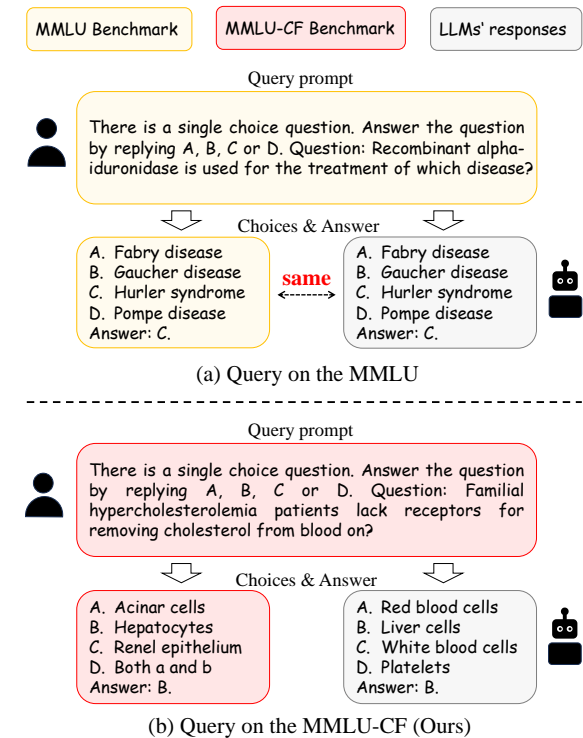 MMLU Benchmark
MMLU-CF Benchmark
LLMs' responses
Query prompt
There is a single choice question. Answer the question
by replying A, B, C or D. Question: Recombinant alpha-
iduronidase is used for the treatment of which disease?
Choices & Answer
A. Fabry disease
B. Gaucher disease
C. Hurler syndrome
D. Pompe disease
Answer: C.
same
A. Fabry disease
B. Gaucher disease
C. Hurler syndrome
D. Pompe disease
Answer: C.
(a) Query on the MMLU
Query prompt
There is a single choice question. Answer the question
by replying A, B, C or D. Question: Familial
hypercholesterolemia patients lack receptors for
removing cholesterol from blood on?
Choices & Answer
A. Acinar cells
B. Hepatocytes
C. Renel epithelium
D. Both a and b
Answer: B.
A. Red blood cells
B. Liver cells
C. White blood cells
D. Platelets
Answer: B.
(b) Query on the MMLU-CF (Ours)